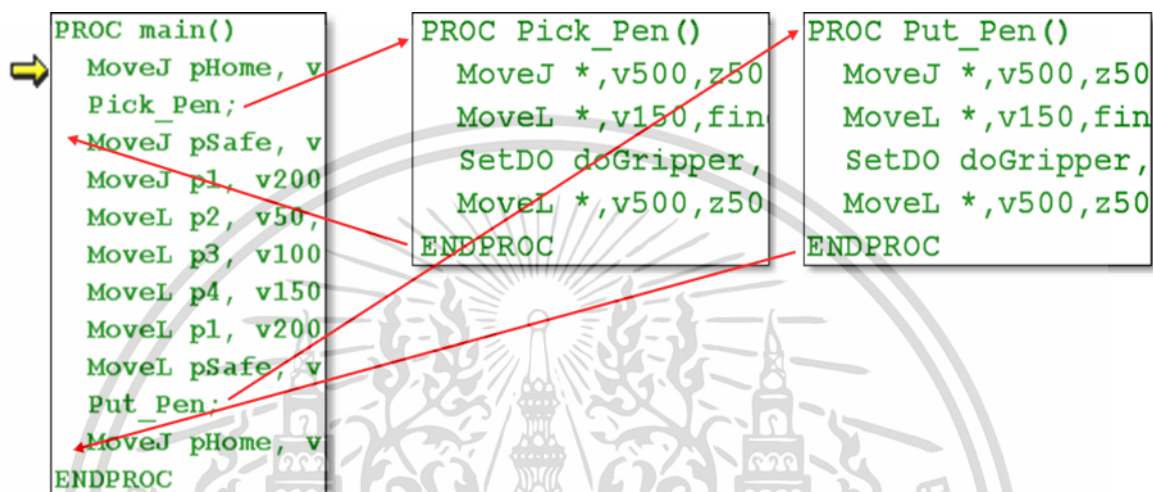 PROC main()
MoveJ pHome, v
Pick_Pen;
MoveJ pSafe, v
MoveJ p1, v200
MoveL p2, v50,
MoveL p3, v100
MoveL p4, v150
MoveL p1, v200
MoveL pSafe, v
Put_Pen;
MoveJ pHome, v
ENDPROC
PROC Pick_Pen()
MoveJ *,v500,z50
MoveL *,v150,fin
SetDO doGripper,
MoveL *,v500,z50
ENDPROC
PROC Put_Pen()
MoveJ *,v500,z50
MoveL *,v150,fin
SetDO doGripper,
MoveL *,v500,z50
ENDPROC